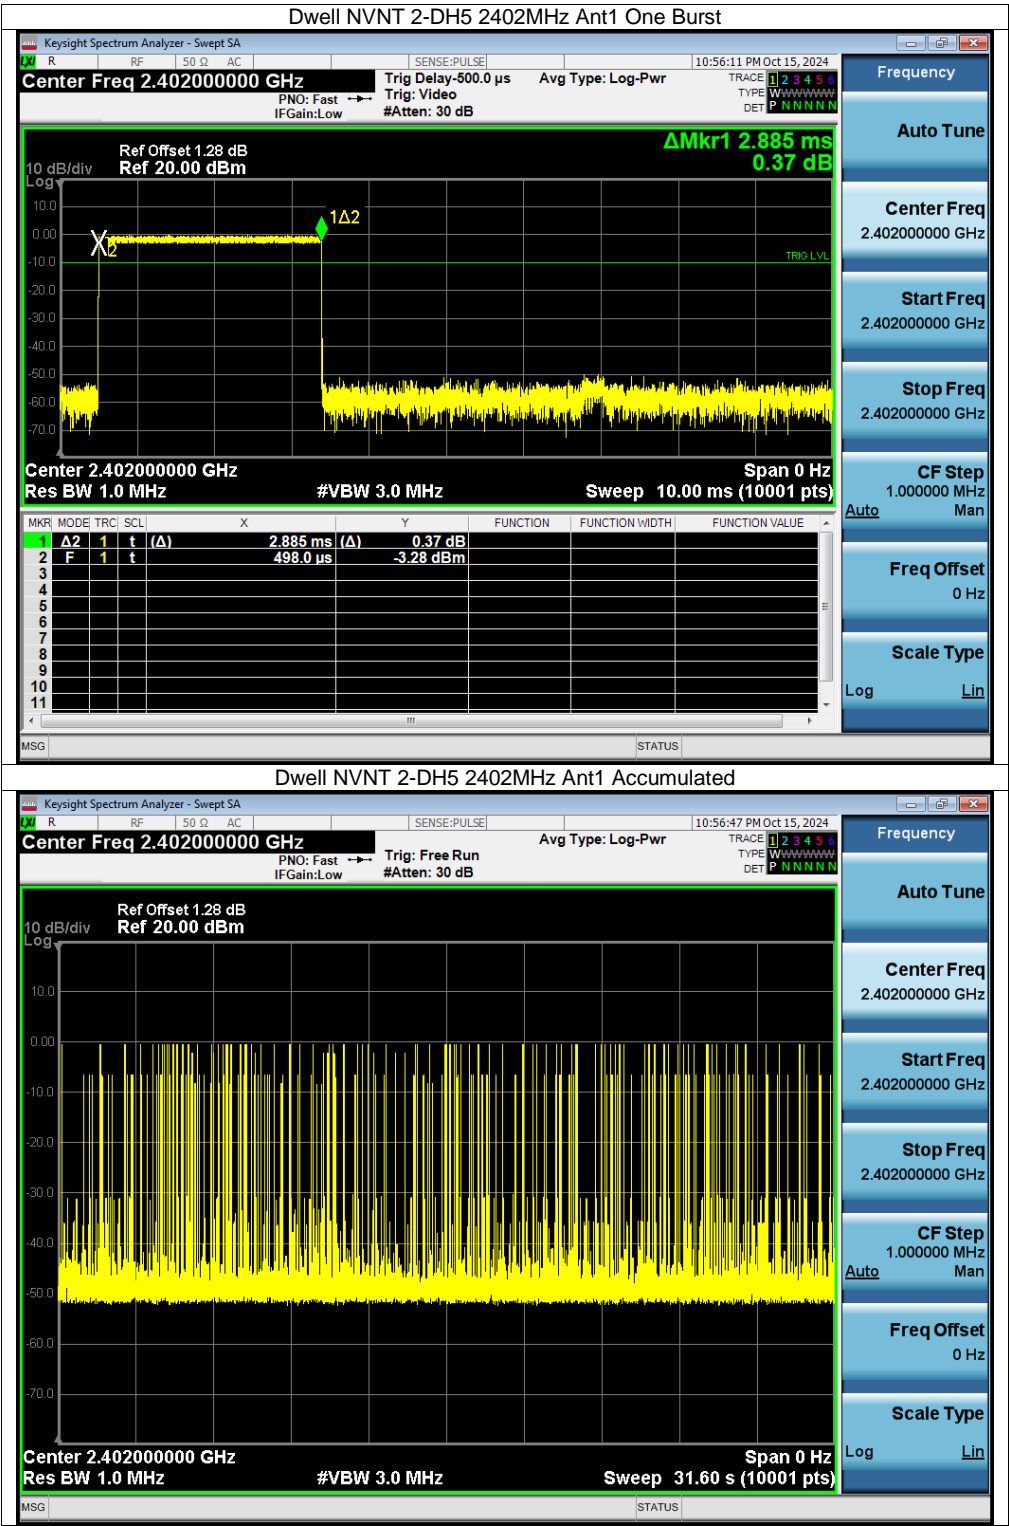 Dwell NVNT 2-DH5 2402MHz Ant1 One Burst
Keysight Spectrum Analyzer - Swept SA
LXI R RF 50 Ω AC SENSE:PULSE 10:56:11 PM Oct 15, 2024
Center Freq 2.402000000 GHz
PNO: Fast
IFGain:Low
Trig Delay-500.0 µs
Trig: Video
#Atten: 30 dB
Avg Type: Log-Pwr
TRACE 1 2 3 4 5 6
TYPE W WWWWW
DET P N N N N N
Frequency
ΔMkr1 2.885 ms
0.37 dB
Ref Offset 1.28 dB
10 dB/div Ref 20.00 dBm
Log
10.0
0.00
-10.0
-20.0
-30.0
-40.0
-50.0
-60.0
-70.0
1Δ2
2
TRIG LVL
Center 2.402000000 GHz Span 0 Hz
Res BW 1.0 MHz #VBW 3.0 MHz Sweep 10.00 ms (10001 pts)
MKR MODE TRC SCL X Y FUNCTION FUNCTION WIDTH FUNCTION VALUE
1 Δ2 1 t (Δ) 2.885 ms (Δ) 0.37 dB
2 F 1 t 498.0 µs -3.28 dBm
3
4
5
6
7
8
9
10
11
MSG STATUS
Auto Tune
Center Freq
2.402000000 GHz
Start Freq
2.402000000 GHz
Stop Freq
2.402000000 GHz
CF Step
1.000000 MHz
Auto Man
Freq Offset
0 Hz
Scale Type
Log Lin
Dwell NVNT 2-DH5 2402MHz Ant1 Accumulated
Keysight Spectrum Analyzer - Swept SA
LXI R RF 50 Ω AC SENSE:PULSE 10:56:47 PM Oct 15, 2024
Center Freq 2.402000000 GHz
PNO: Fast
IFGain:Low
Trig: Free Run
#Atten: 30 dB
Avg Type: Log-Pwr
TRACE 1 2 3 4 5 6
TYPE W WWWWW
DET P N N N N N
Frequency
Ref Offset 1.28 dB
10 dB/div Ref 20.00 dBm
Log
10.0
0.00
-10.0
-20.0
-30.0
-40.0
-50.0
-60.0
-70.0
Center 2.402000000 GHz Span 0 Hz
Res BW 1.0 MHz #VBW 3.0 MHz Sweep 31.60 s (10001 pts)
MSG STATUS
Auto Tune
Center Freq
2.402000000 GHz
Start Freq
2.402000000 GHz
Stop Freq
2.402000000 GHz
CF Step
1.000000 MHz
Auto Man
Freq Offset
0 Hz
Scale Type
Log Lin